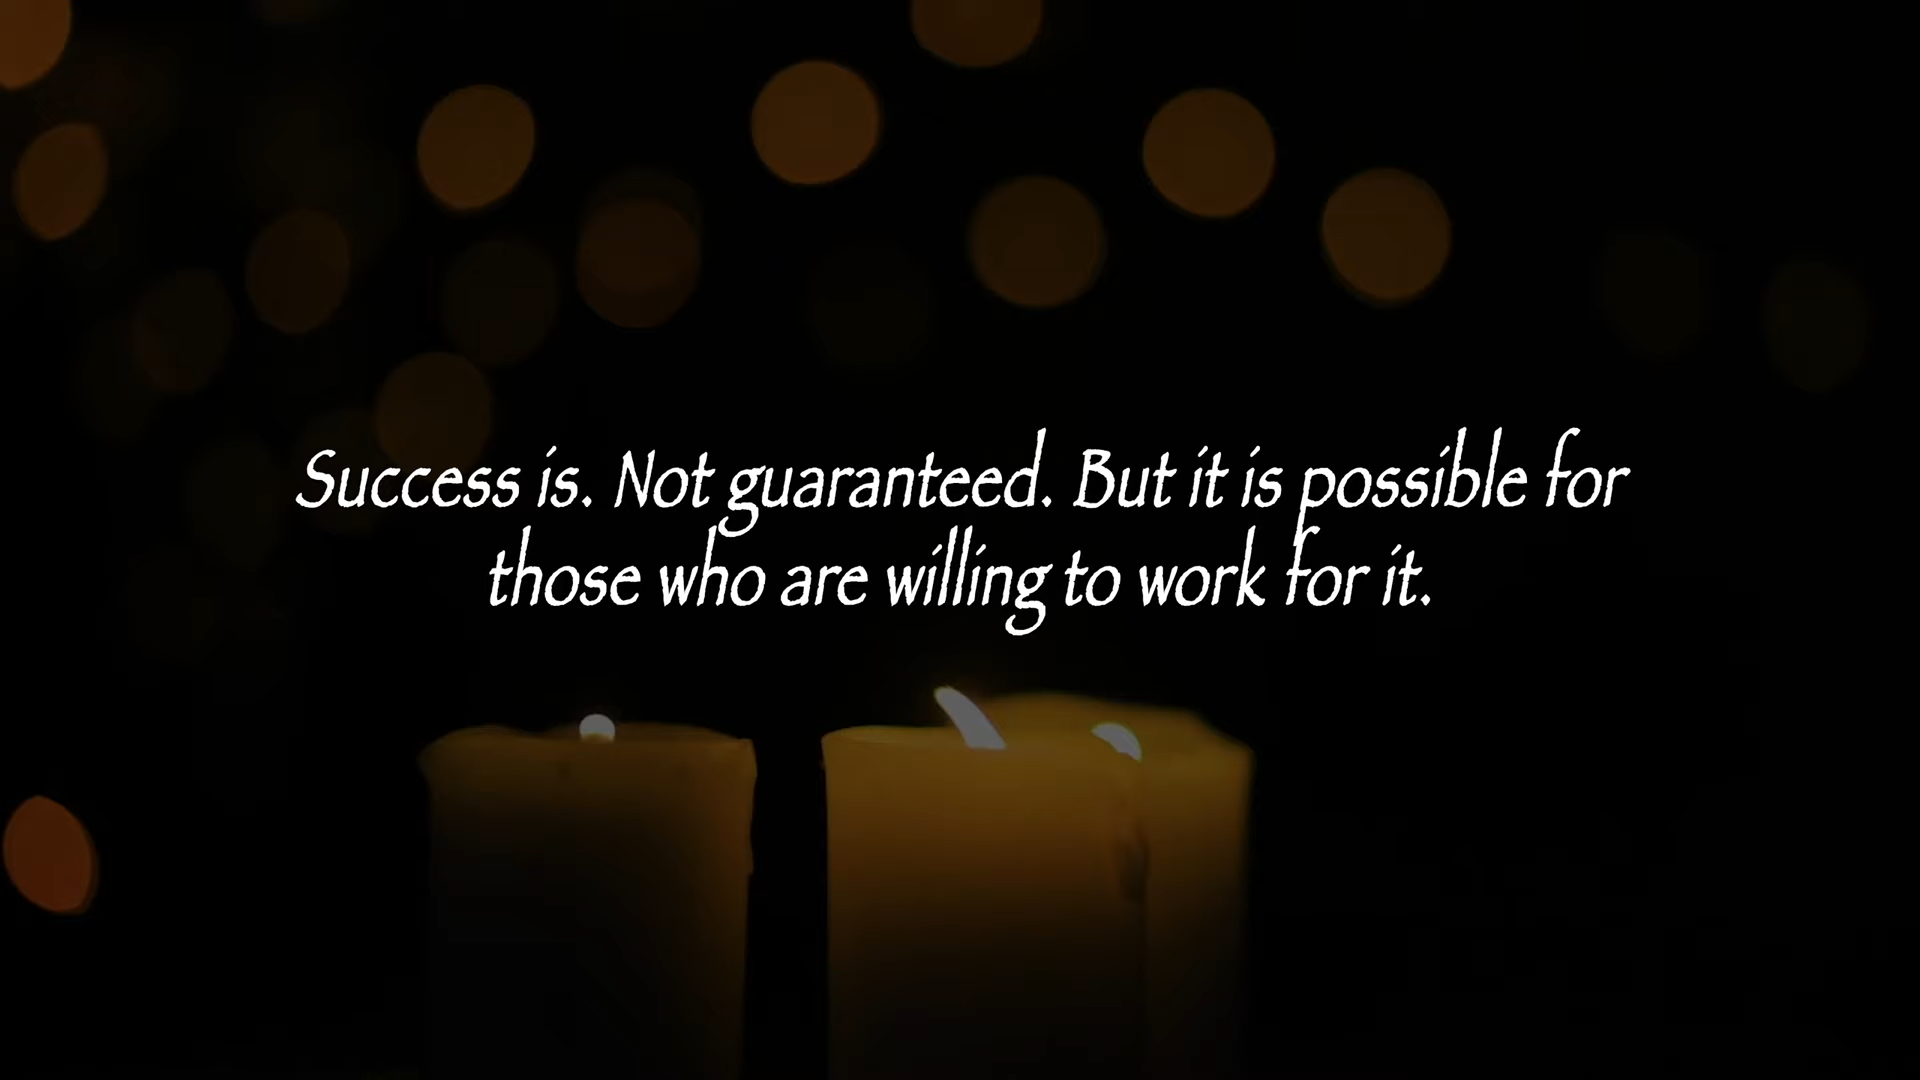 Success is. Not guaranteed. But it is possible for
those who are willing to work for it.